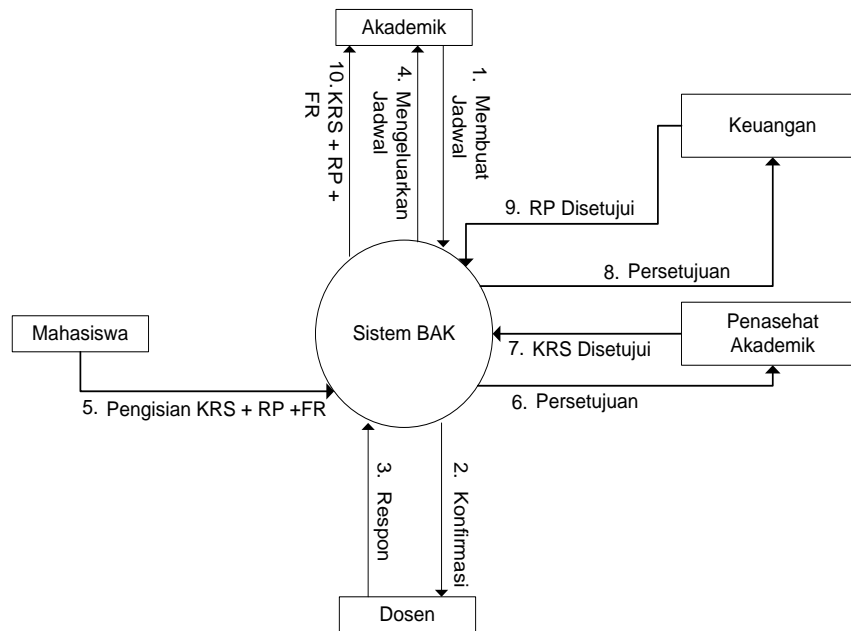 Akademik
10. KRS + RP +
FR
4. Mengeluarkan
Jadwal
1. Membuat
Jadwal
Keuangan
9. RP Disetujui
8. Persetujuan
Mahasiswa
Sistem BAK
Penasehat
Akademik
7. KRS Disetujui
5. Pengisian KRS + RP +FR
6. Persetujuan
3. Respon
2. Konfirmasi
Dosen